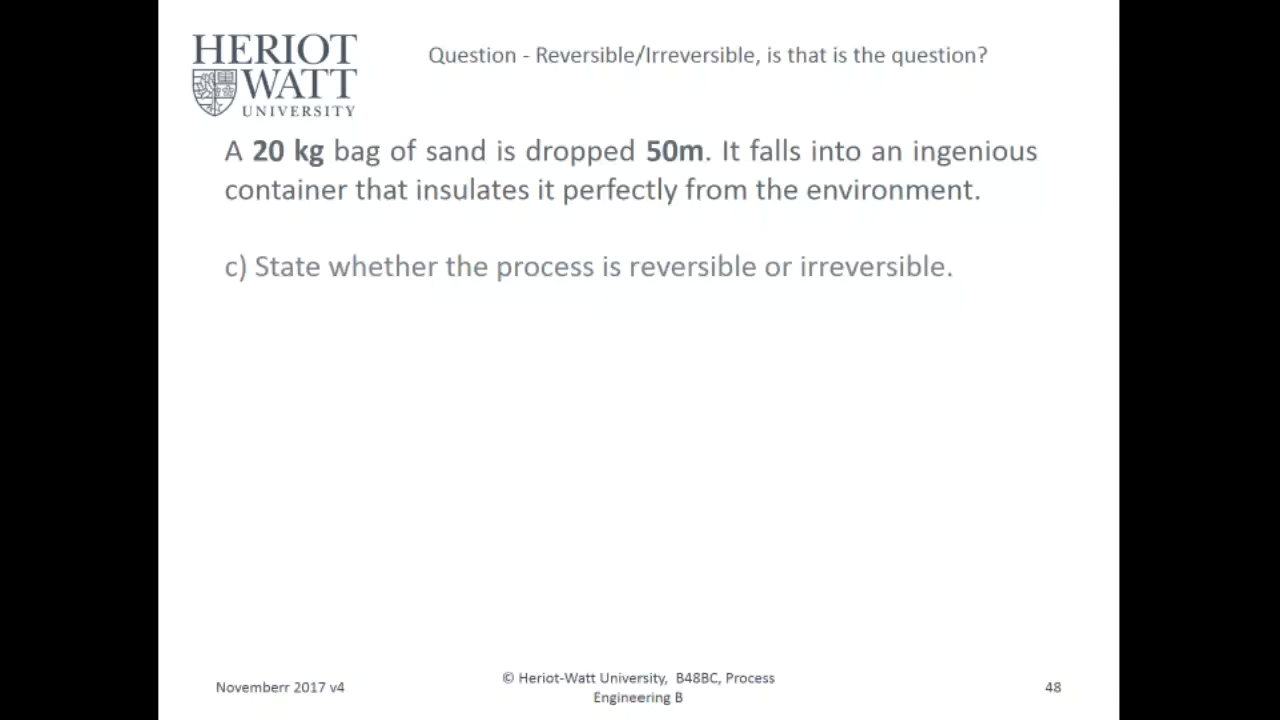 HERIOT
WATT
UNIVERSITY
Question - Reversible/Irreversible, is that is the question?
A 20 kg bag of sand is dropped 50m. It falls into an ingenious
container that insulates it perfectly from the environment.
c) State whether the process is reversible or irreversible.
Novemberr 2017 v4
© Heriot-Watt University, B48BC, Process
Engineering B
48